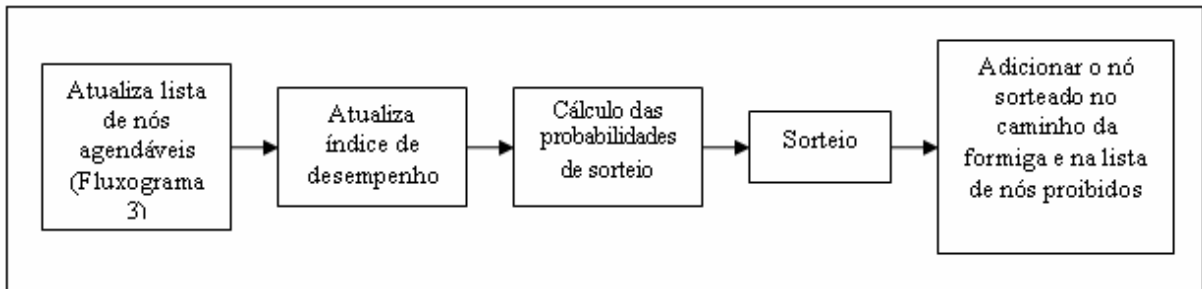 Atualiza lista
de nós
agendáveis
(Fluxograma
3)
Atualiza
índice de
desempenho
Cálculo das
probabilidades
de sorteio
Sorteio
Adicionar o nó
sorteado no
caminho da
formiga e na lista
de nós proibidos